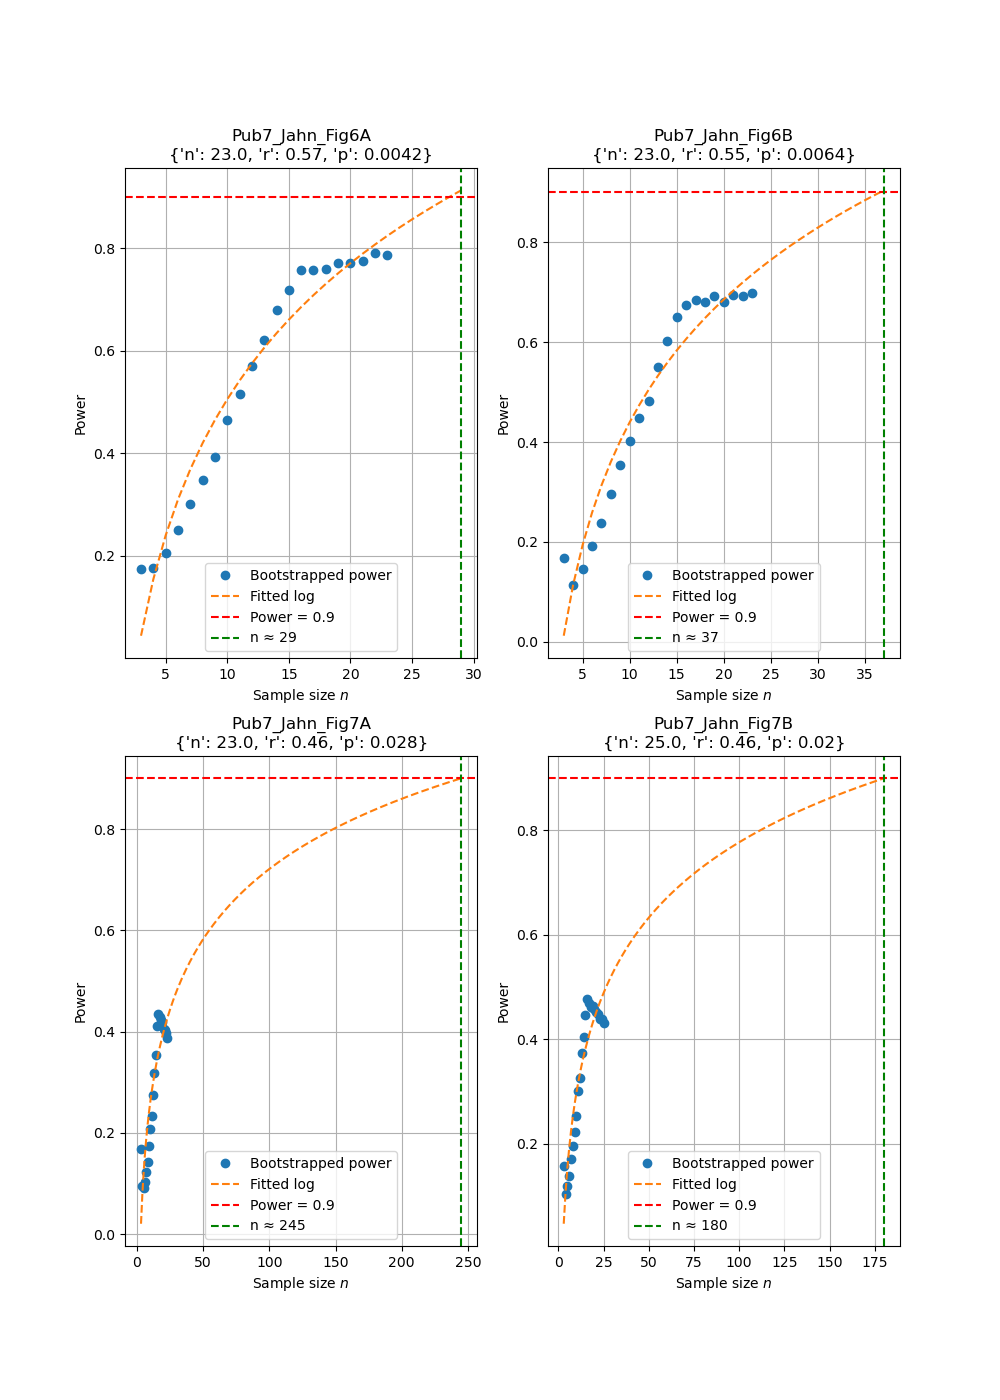 Pub7_Jahn_Fig6A
{'n': 23.0, 'r': 0.57, 'p': 0.0042}
Power
0.8
0.6
0.4
0.2
Bootstrapped power
Fitted log
Power = 0.9
n ≈ 29
5 10 15 20 25 30
Sample size n
Pub7_Jahn_Fig6B
{'n': 23.0, 'r': 0.55, 'p': 0.0064}
Power
0.8
0.6
0.4
0.2
0.0
Bootstrapped power
Fitted log
Power = 0.9
n ≈ 37
5 10 15 20 25 30 35
Sample size n
Pub7_Jahn_Fig7A
{'n': 23.0, 'r': 0.46, 'p': 0.028}
Power
0.8
0.6
0.4
0.2
0.0
Bootstrapped power
Fitted log
Power = 0.9
n ≈ 245
0 50 100 150 200 250
Sample size n
Pub7_Jahn_Fig7B
{'n': 25.0, 'r': 0.46, 'p': 0.02}
Power
0.8
0.6
0.4
0.2
Bootstrapped power
Fitted log
Power = 0.9
n ≈ 180
0 25 50 75 100 125 150 175
Sample size n